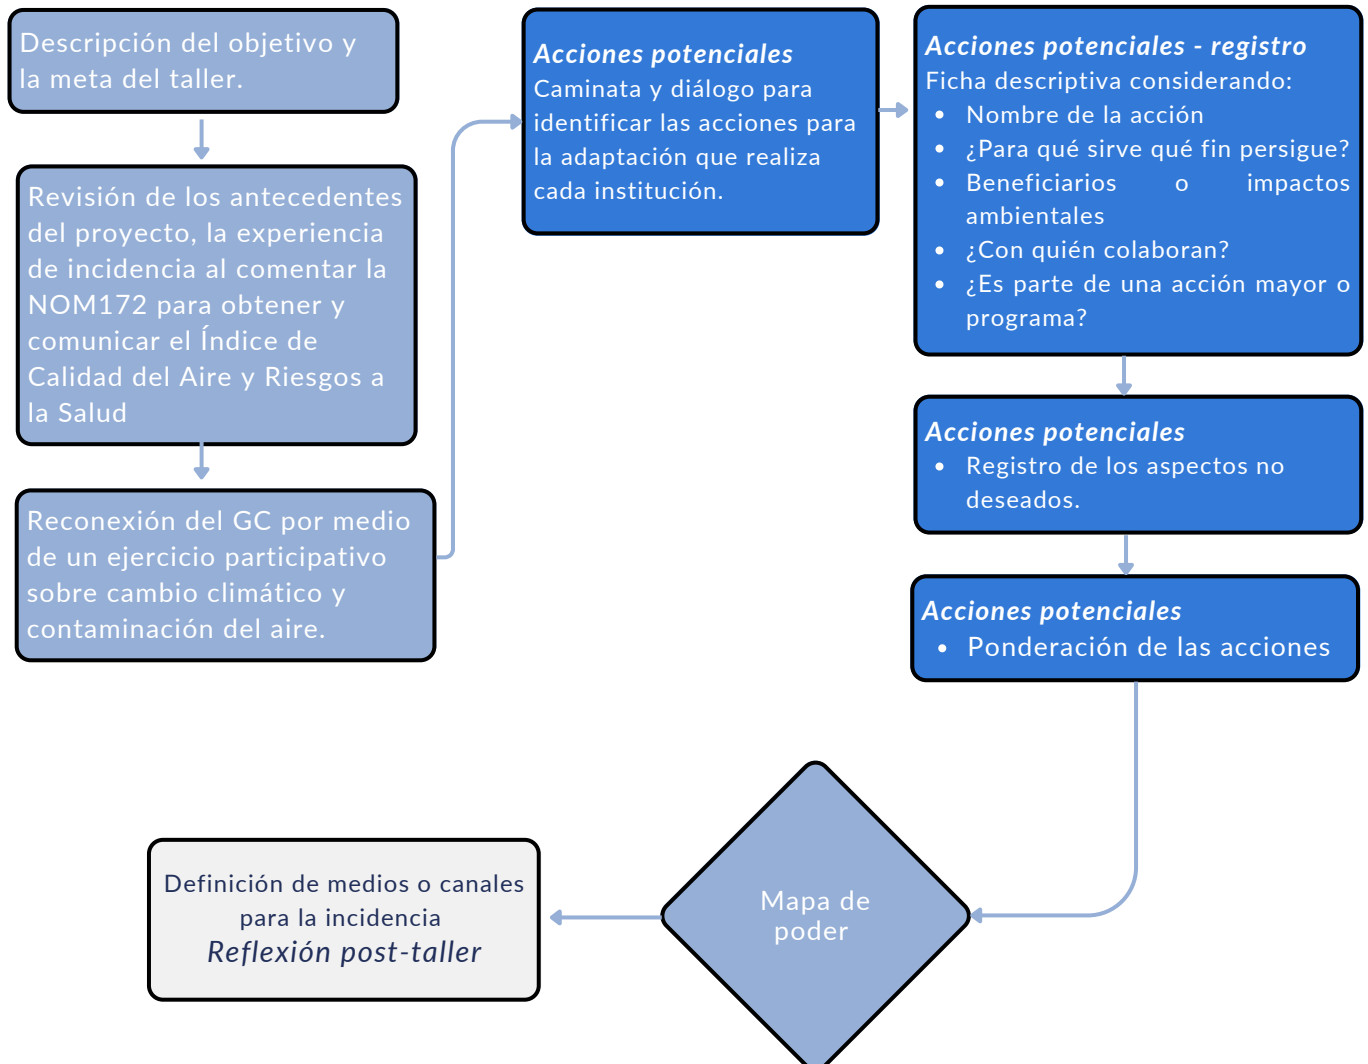 Descripción del objetivo y
la meta del taller.
Revisión de los antecedentes
del proyecto, la experiencia
de incidencia al comentar la
NOM172 para obtener y
comunicar el Índice de
Calidad del Aire y Riesgos a
la Salud
Reconexión del GC por medio
de un ejercicio participativo
sobre cambio climático y
contaminación del aire.
Acciones potenciales
Caminata y diálogo para
identificar las acciones para
la adaptación que realiza
cada institución.
Acciones potenciales - registro
Ficha descriptiva considerando:
• Nombre de la acción
• ¿Para qué sirve qué fin persigue?
• Beneficiarios o impactos
ambientales
• ¿Con quién colaboran?
• ¿Es parte de una acción mayor o
programa?
Acciones potenciales
• Registro de los aspectos no
deseados.
Acciones potenciales
• Ponderación de las acciones
Mapa de
poder
Definición de medios o canales
para la incidencia
Reflexión post-taller